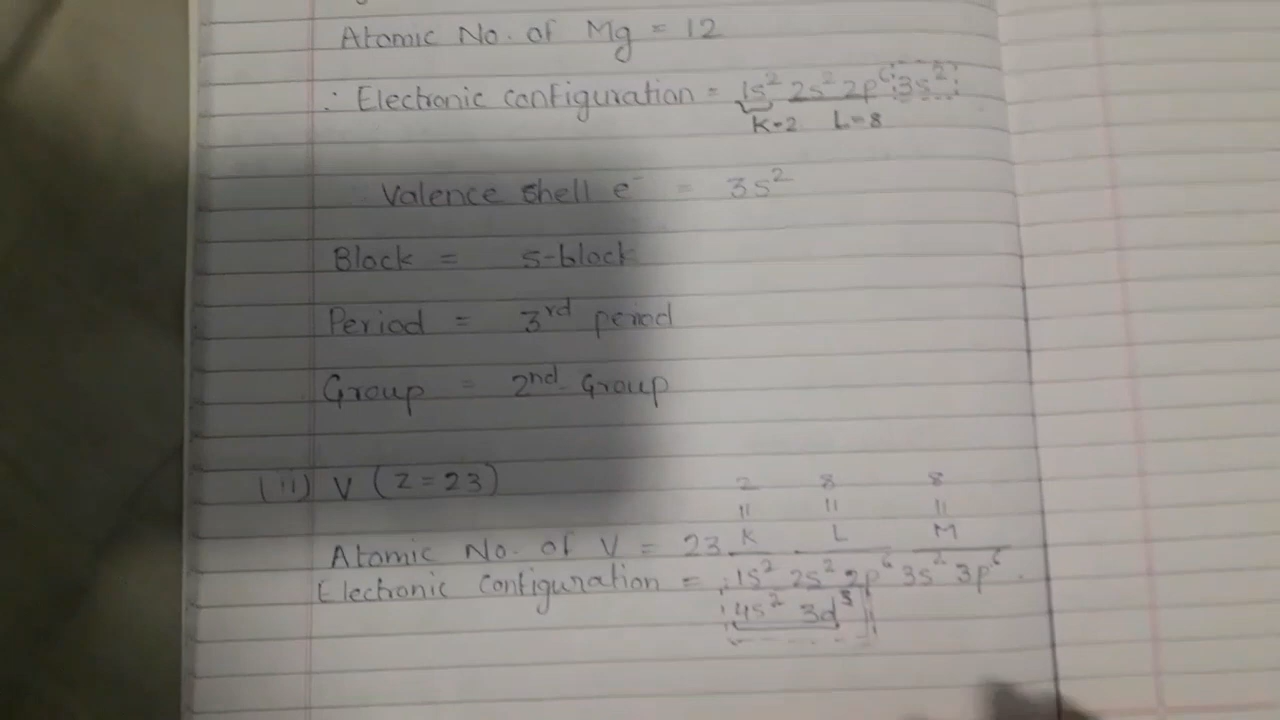 Atomic No. of Mg = 12
∴ Electronic configuration = 1s² 2s² 2p⁶ 3s²
K=2 L=8
Valence shell e⁻ = 3s²
Block = s-block
Period = 3rd period
Group = 2nd Group
(ii) V (Z=23)
2 8 8
= = =
K L M
Atomic No. of V = 23
Electronic configuration = 1s² 2s² 2p⁶ 3s² 3p⁶
4s² 3d³